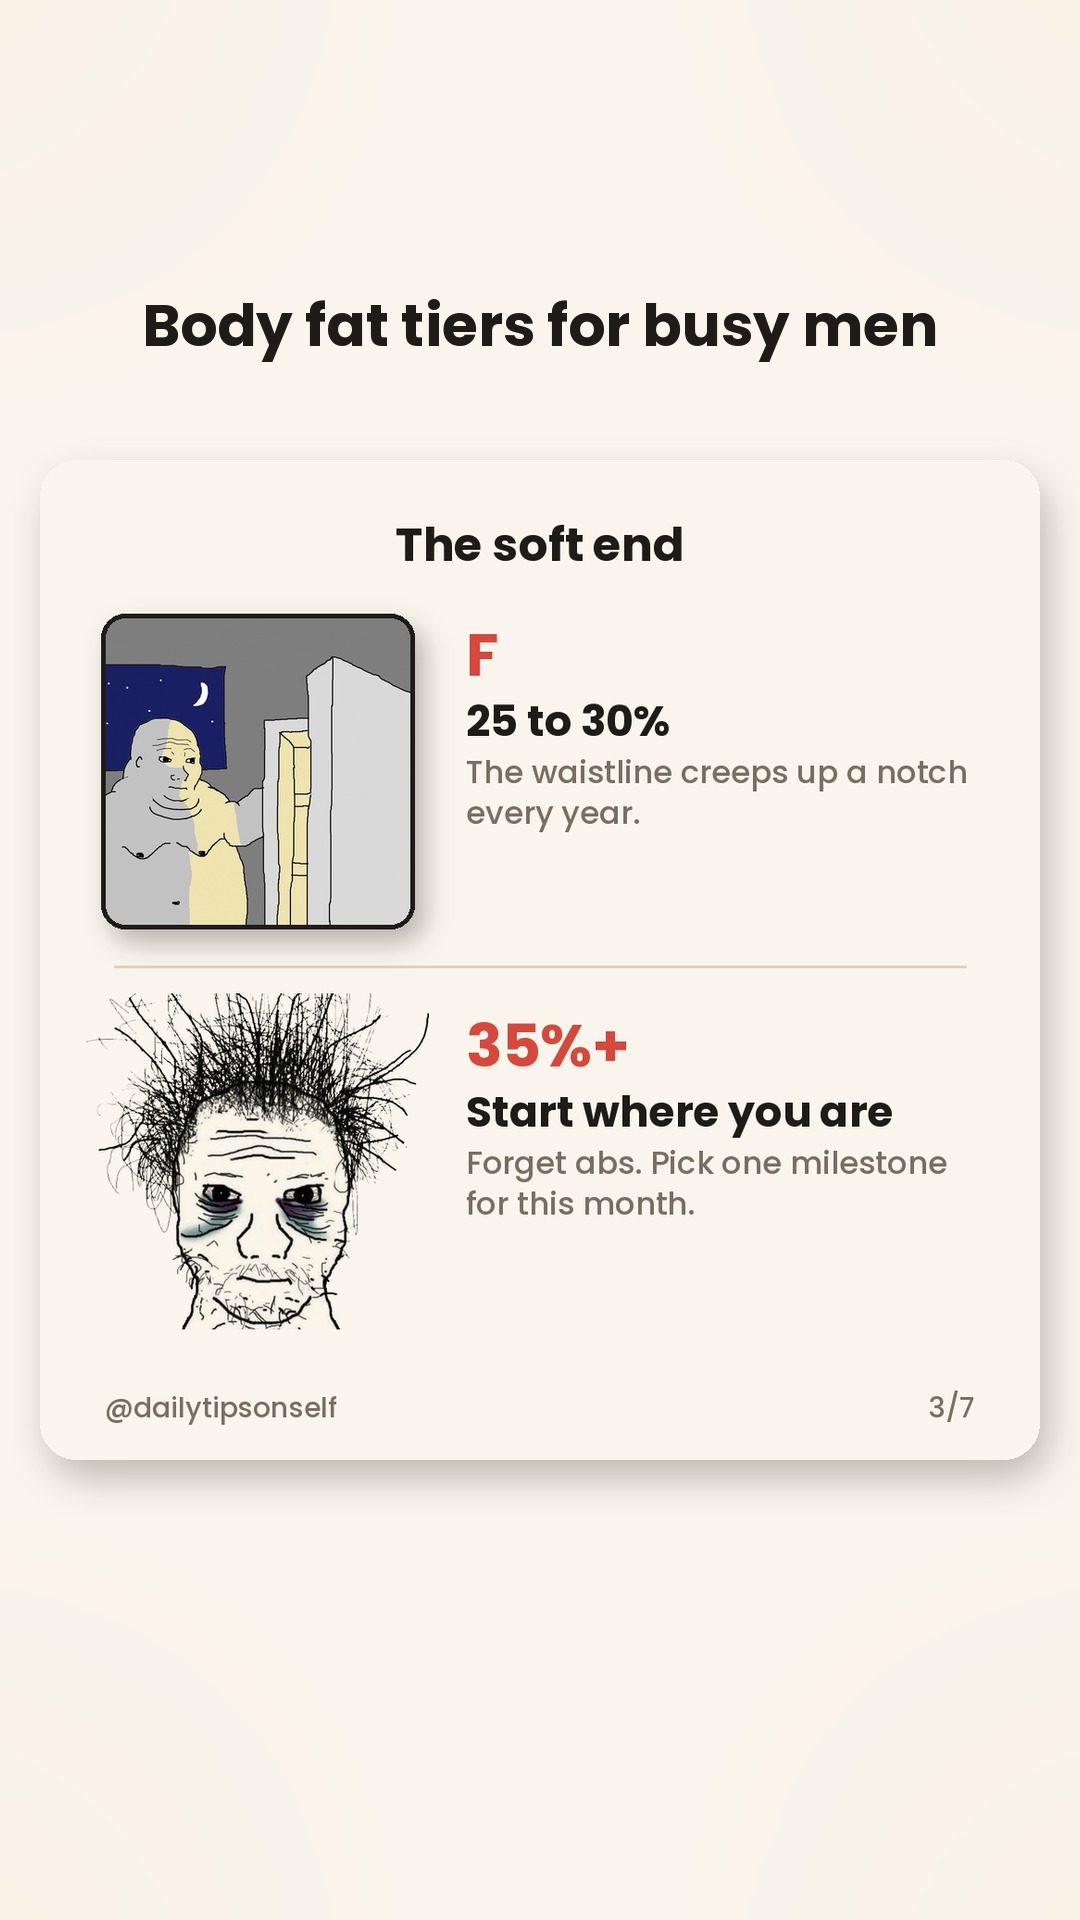 Body fat tiers for busy men
The soft end
F
25 to 30%
The waistline creeps up a notch
every year.
35%+
Start where you are
Forget abs. Pick one milestone
for this month.
@dailytipsonself
3/7